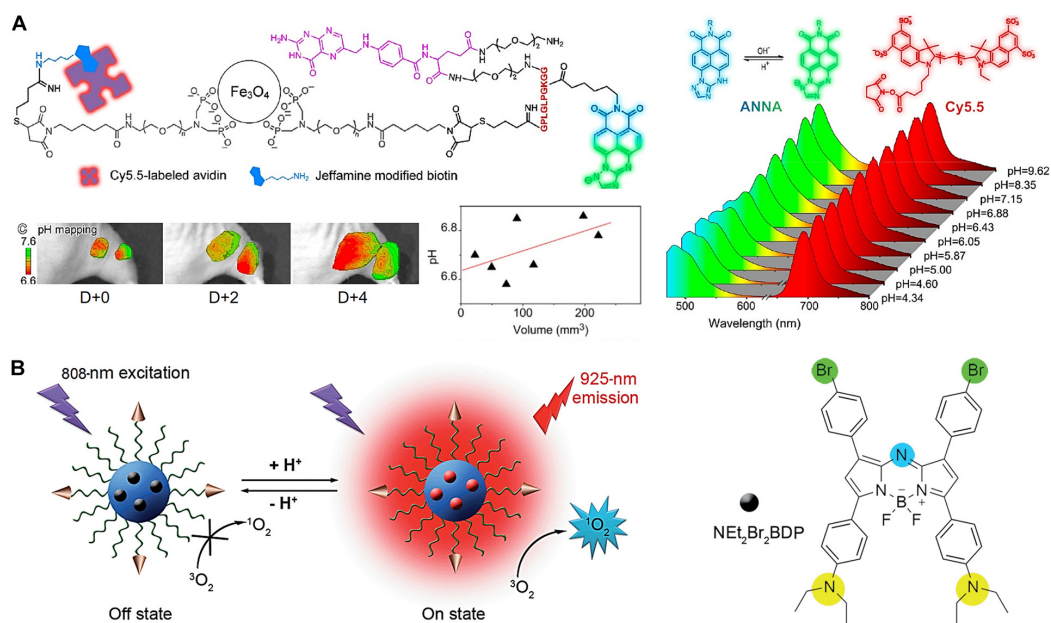 A
Fe3O4
GPLGLPGKGG
Cy5.5-labeled avidin
Jeffamine modified biotin
OH-
H+
ANNA
Cy5.5
pH=9.62
pH=8.35
pH=7.15
pH=6.88
pH=6.43
pH=6.05
pH=5.87
pH=5.00
pH=4.60
pH=4.34
500
600
700
800
Wavelength (nm)
C
pH mapping
7.6
6.6
D+0
D+2
D+4
pH
6.8
6.6
0
100
200
Volume (mm3)
B
808-nm excitation
925-nm
emission
+ H+
- H+
1O2
3O2
1O2
3O2
Off state
On state
NEt2Br2BDP
Br
Br
N
N
N
B
F
F
N
N